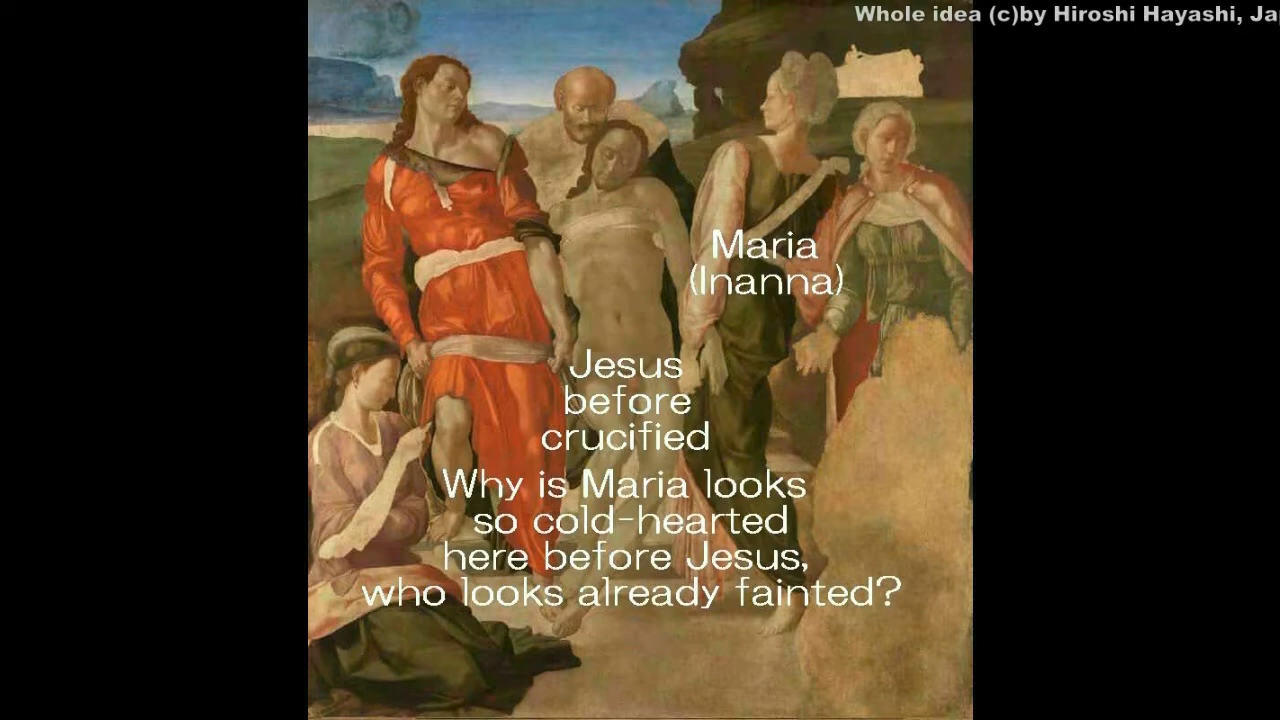 Whole idea (c)by Hiroshi Hayashi, Ja
Maria
(Inanna)
Jesus
before
crucified
Why is Maria looks
so cold-hearted
here before Jesus,
who looks already fainted?